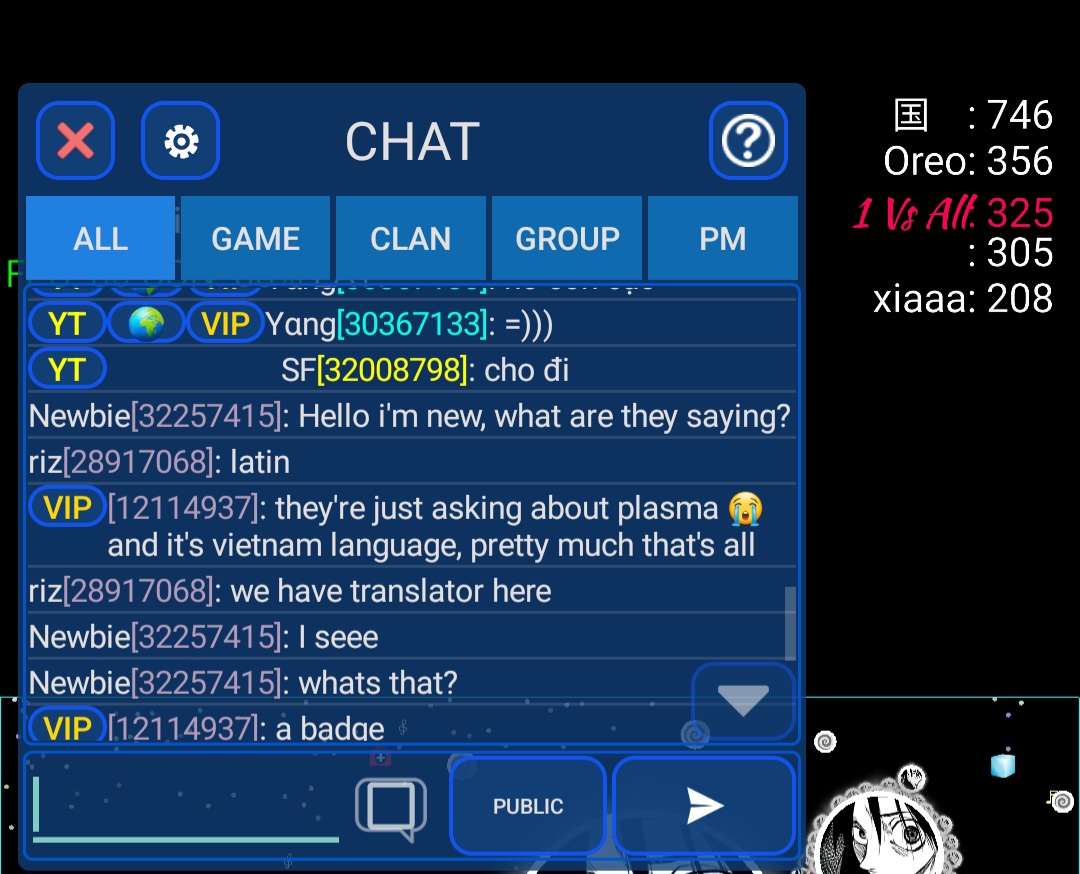 CHAT
ALL
GAME
CLAN
GROUP
PM
YT VIP Yαng[30367133]: =)))
YT SF[32008798]: cho đi
Newbie[32257415]: Hello i'm new, what are they saying?
riz[28917068]: latin
VIP [12114937]: they're just asking about plasma 😭
and it's vietnam language, pretty much that's all
riz[28917068]: we have translator here
Newbie[32257415]: I seee
Newbie[32257415]: whats that?
VIP [12114937]: a badge
PUBLIC
国 : 746
Oreo: 356
1 Vs All: 325
: 305
xiaaa: 208